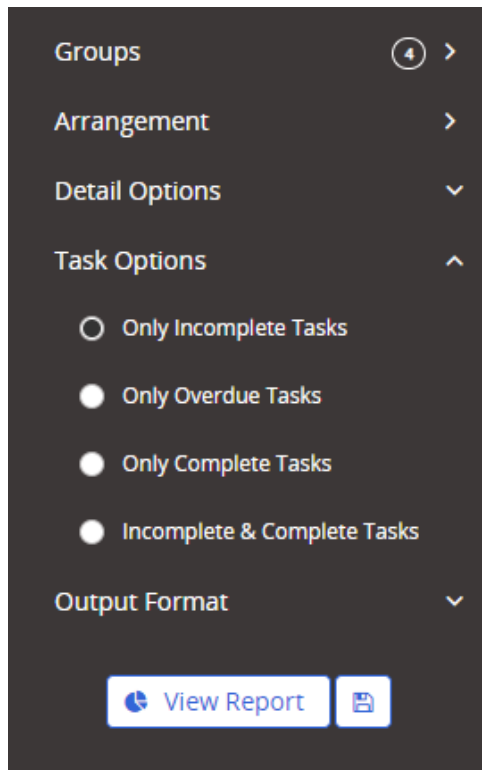 Groups 4
Arrangement
Detail Options
Task Options
Only Incomplete Tasks
Only Overdue Tasks
Only Complete Tasks
Incomplete & Complete Tasks
Output Format
View Report